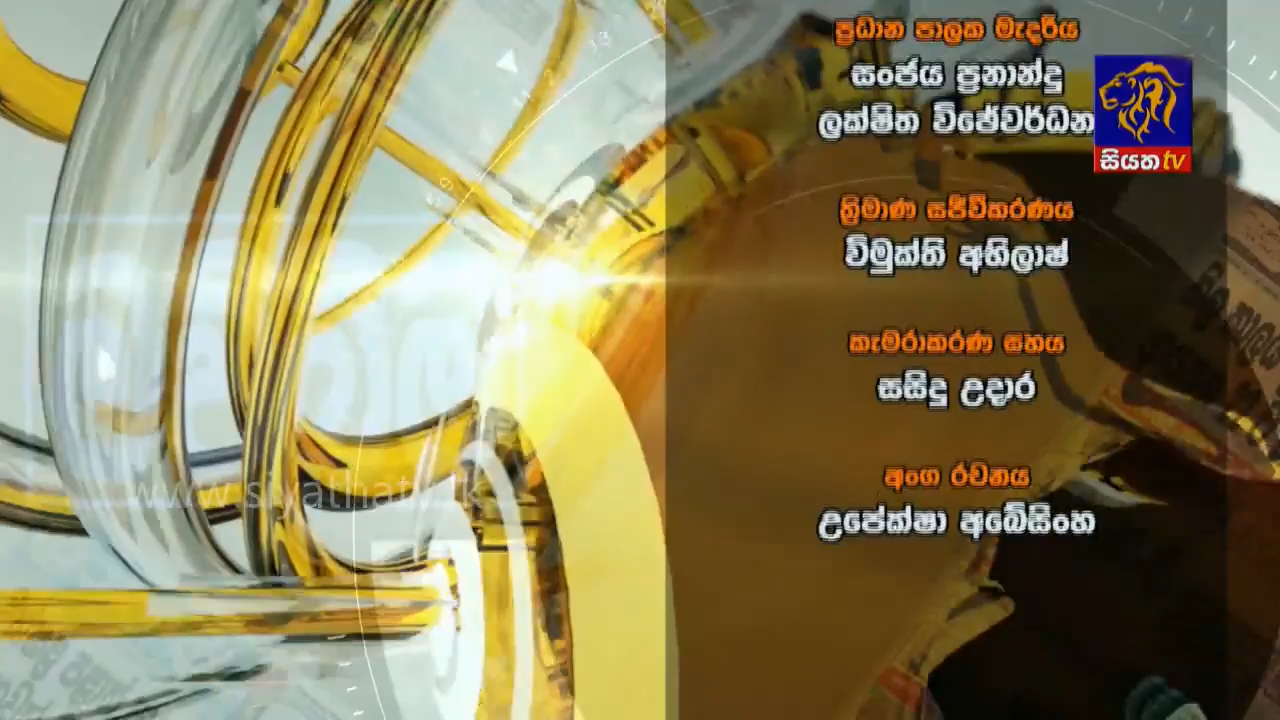 ප්‍රධාන පාලක මැදිරිය
සංජය ප්‍රනාන්දු
ලක්ෂිත විජේවර්ධන
සියත tv
ත්‍රිමාණ සජීවීකරණය
විමුක්ති අභිලාෂ්
කැමරාකරණ සහය
සසිදු උදාර
අංග රචනය
උපේක්ෂා අබේසිංහ